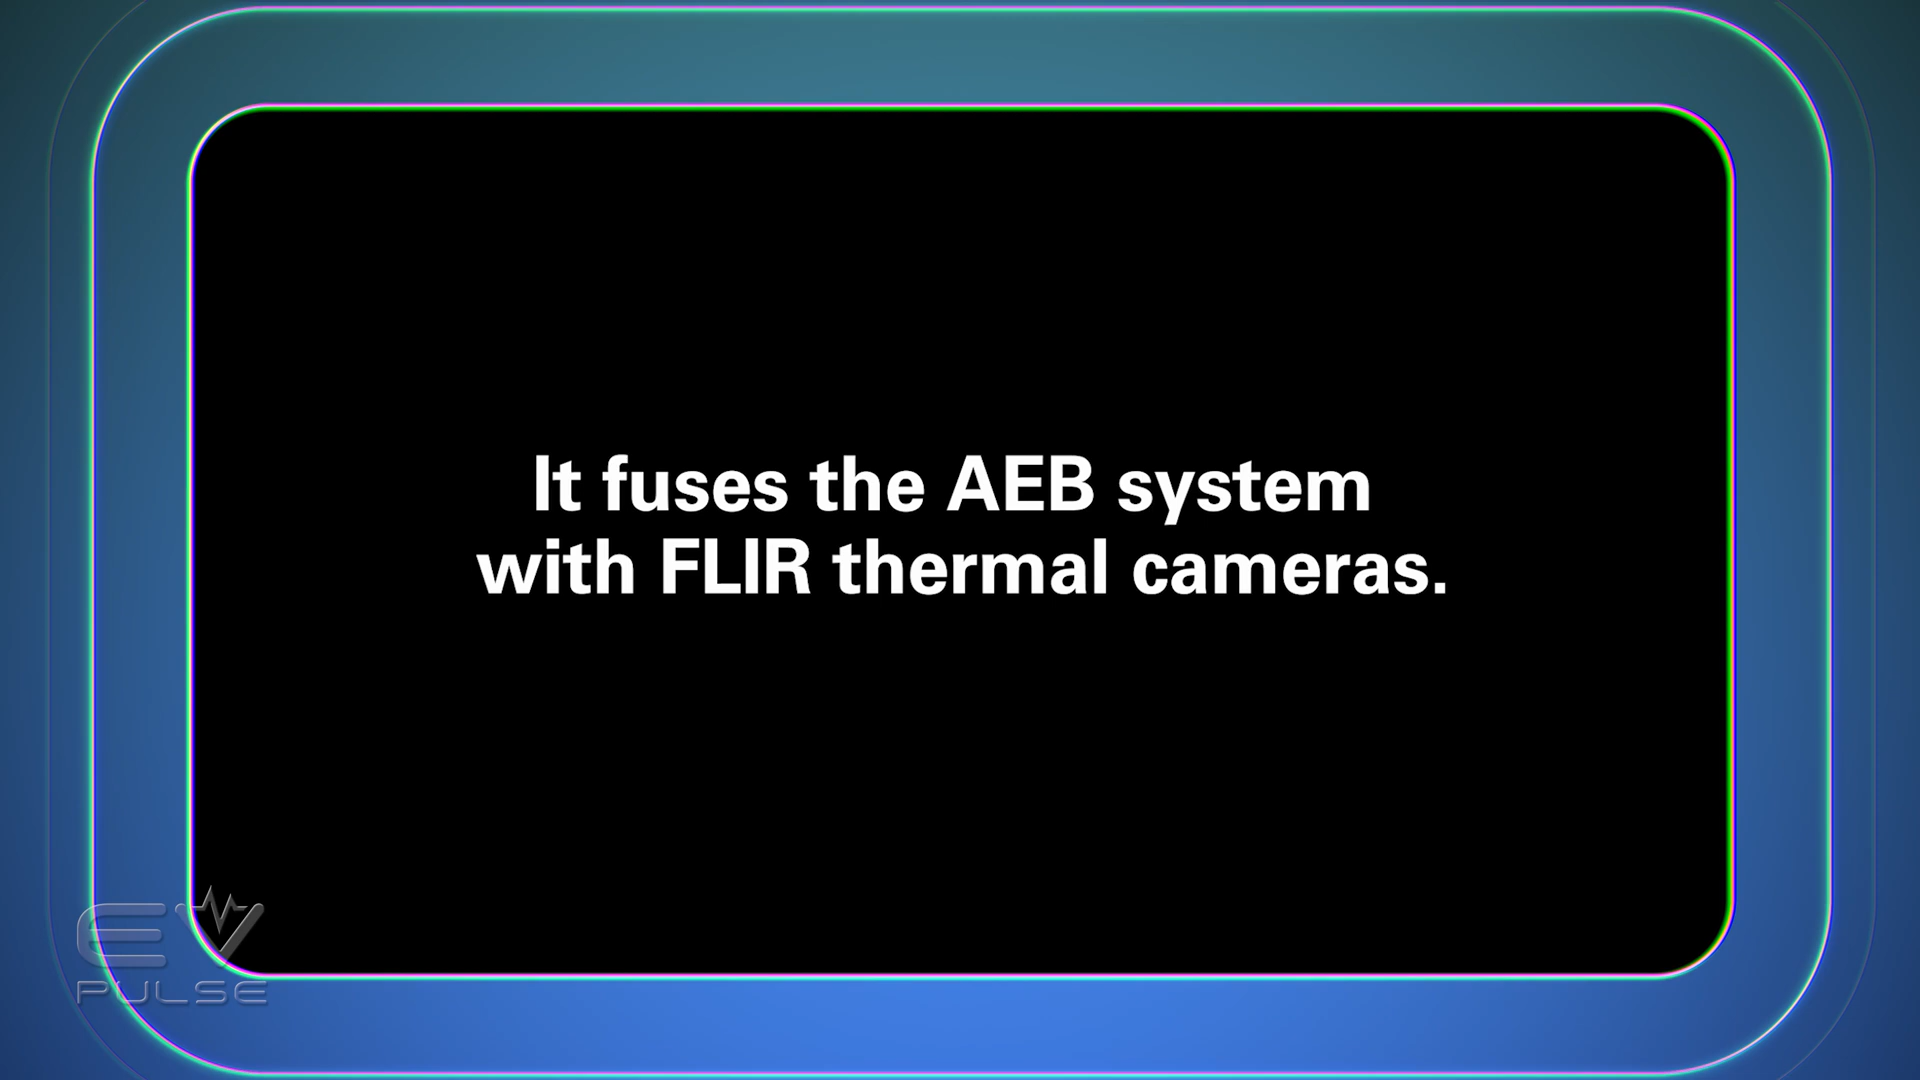 It fuses the AEB system
with FLIR thermal cameras.
EV
PULSE